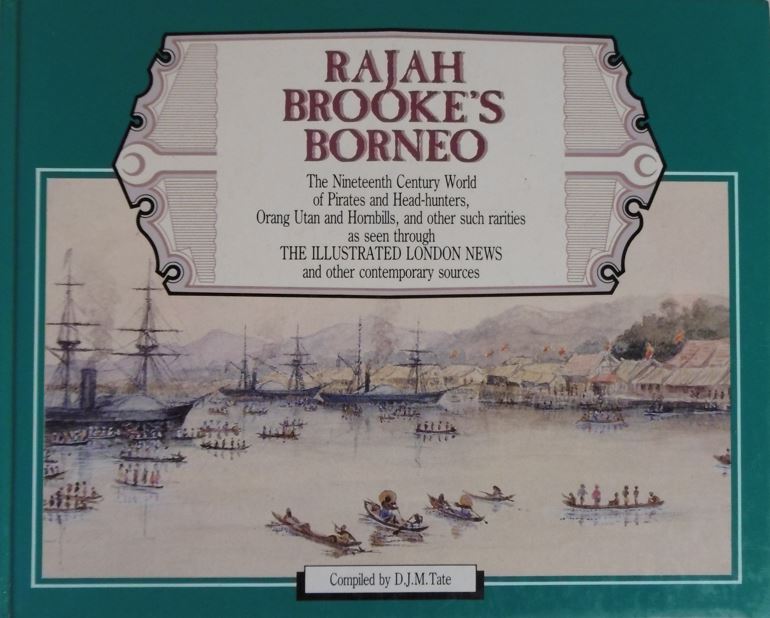 RAJAH
BROOKE'S
BORNEO
The Nineteenth Century World
of Pirates and Head-hunters,
Orang Utan and Hornbills, and other such rarities
as seen through
THE ILLUSTRATED LONDON NEWS
and other contemporary sources
Compiled by D.J.M.Tate